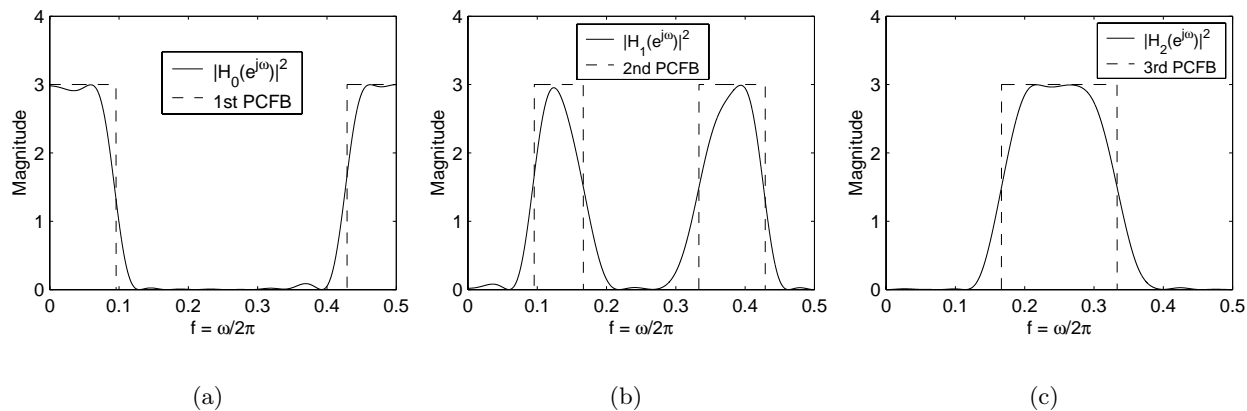 4
3
2
1
0
Magnitude
0 0.1 0.2 0.3 0.4 0.5
f = ω/2π
|H_0(e^{jω})|^2
1st PCFB
(a)
4
3
2
1
0
Magnitude
0 0.1 0.2 0.3 0.4 0.5
f = ω/2π
|H_1(e^{jω})|^2
2nd PCFB
(b)
4
3
2
1
0
Magnitude
0 0.1 0.2 0.3 0.4 0.5
f = ω/2π
|H_2(e^{jω})|^2
3rd PCFB
(c)